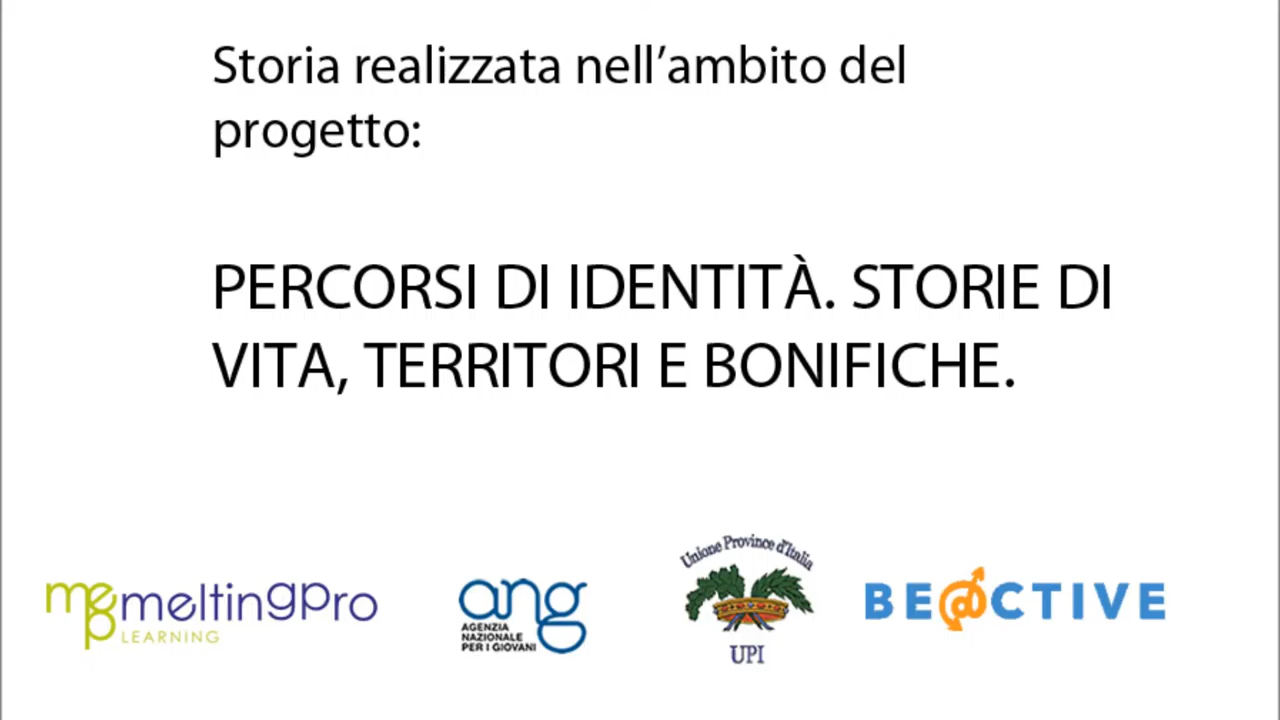 Storia realizzata nell’ambito del
progetto:
PERCORSI DI IDENTITÀ. STORIE DI
VITA, TERRITORI E BONIFICHE.
mep meltingpro
LEARNING
ang
AGENZIA
NAZIONALE
PER I GIOVANI
Unione Province d'Italia
UPI
BE@CTIVE